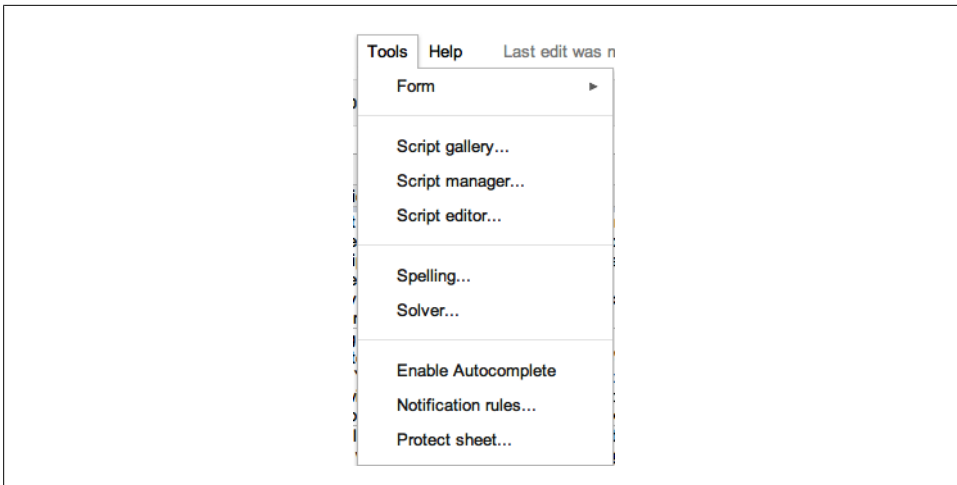 Tools Help Last edit was
Form
Script gallery...
Script manager...
Script editor...
Spelling...
Solver...
Enable Autocomplete
Notification rules...
Protect sheet...